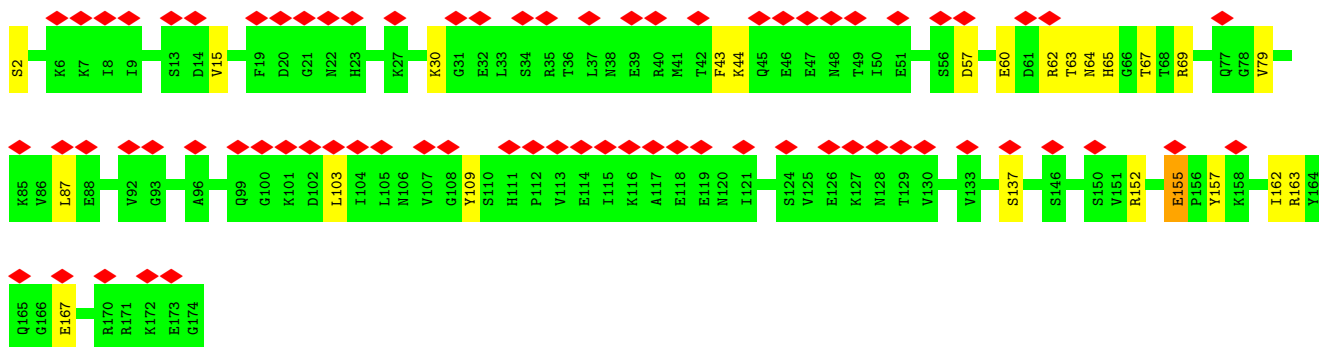 S2 K6 K7 I8 I9 S13 D14 V15 F19 D20 G21 N22 H23 K27 K30 G31 E32 L33 S34 R35 T36 L37 N38 E39 R40 M41 T42 F43 K44 Q45 E46 E47 N48 T49 I50 E51 S56 D57 E60 D61 R62 T63 N64 H65 G66 T67 T68 R69 Q77 G78 V79
K85 V86 L87 E88 V92 G93 A96 Q99 G100 K101 D102 L103 I104 L105 N106 V107 G108 Y109 S110 H111 P112 V113 E114 I115 K116 A117 E118 E119 N120 I121 S124 V125 E126 K127 N128 T129 V130 V133 S137 S146 S150 V151 R152 E155 P156 Y157 K158 I162 R163 Y164
Q165 G166 E167 R170 R171 K172 E173 G174